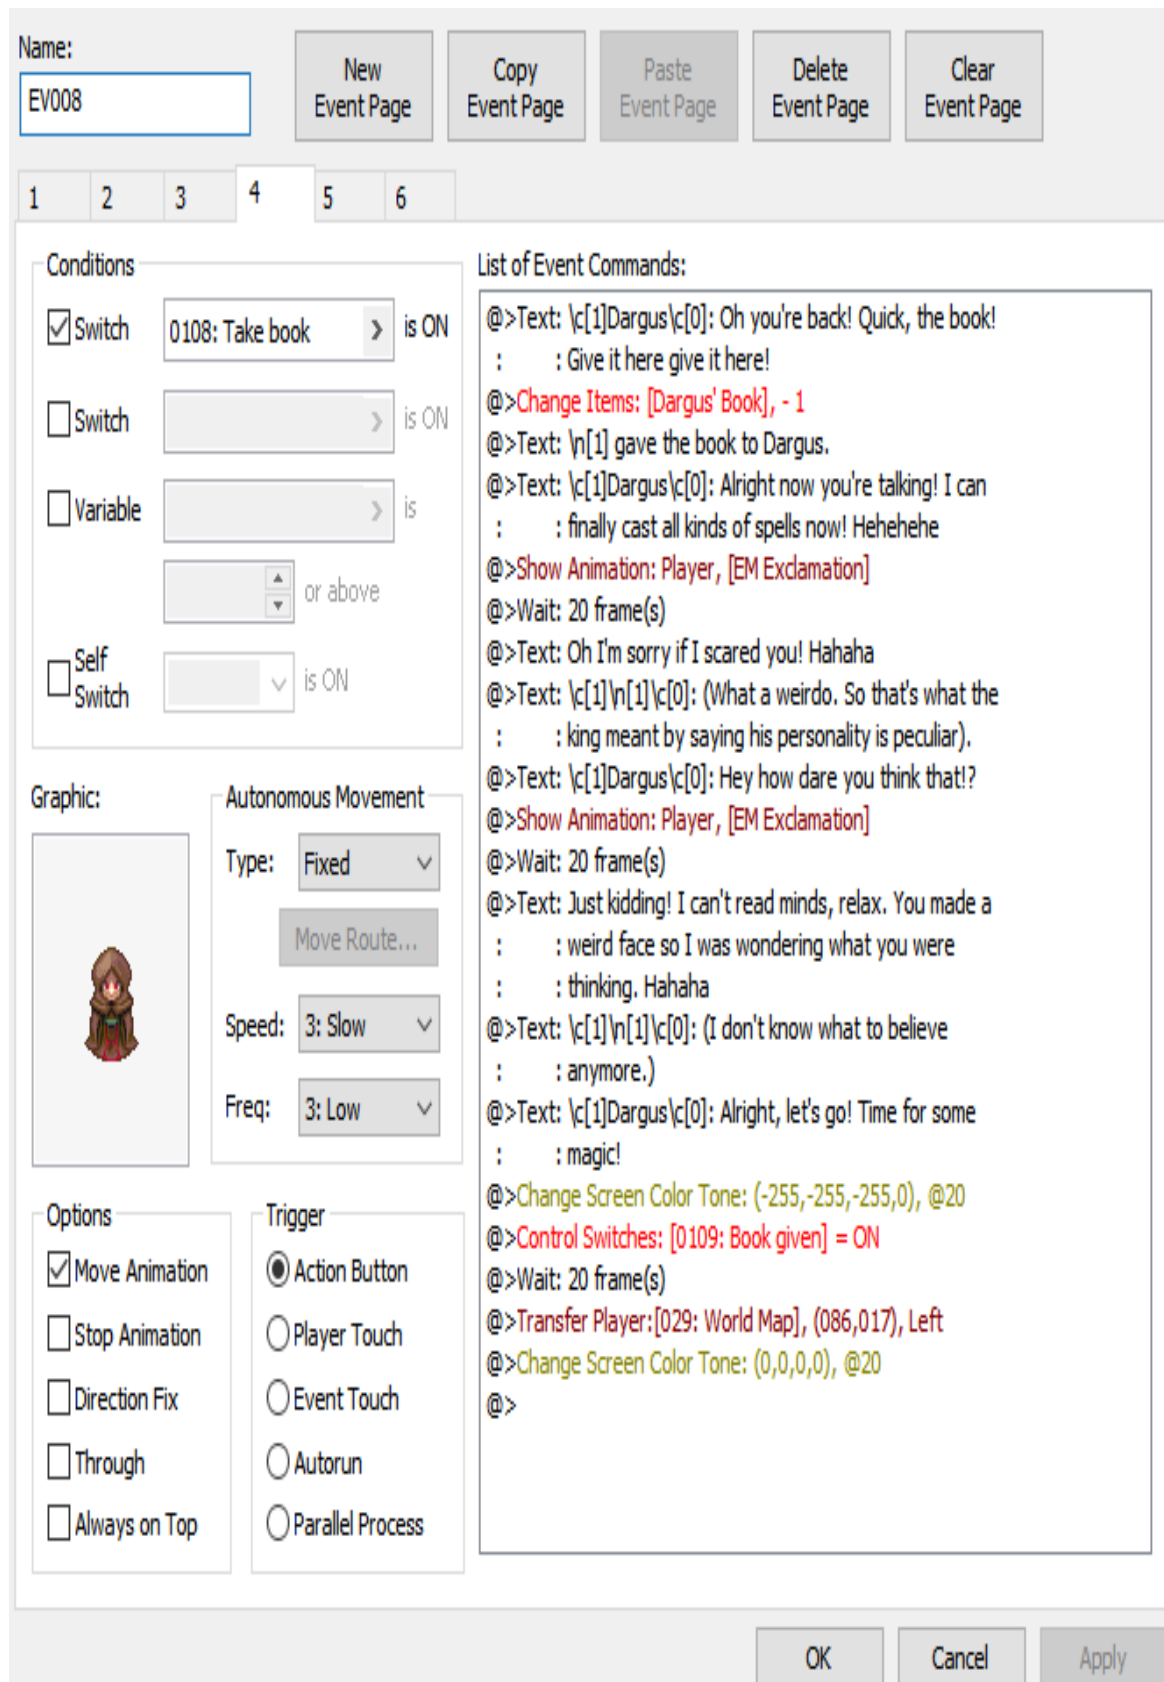 Name:
EV008
New
Event Page
Copy
Event Page
Paste
Event Page
Delete
Event Page
Clear
Event Page
1 2 3 4 5 6
Conditions
Switch 0108: Take book is ON
Switch is ON
Variable is
or above
Self
Switch is ON
Graphic:
Autonomous Movement
Type: Fixed
Move Route...
Speed: 3: Slow
Freq: 3: Low
Options
Move Animation
Stop Animation
Direction Fix
Through
Always on Top
Trigger
Action Button
Player Touch
Event Touch
Autorun
Parallel Process
List of Event Commands:
@>Text: \c[1]Dargus\c[0]: Oh you're back! Quick, the book!
: : Give it here give it here!
@>Change Items: [Dargus' Book], - 1
@>Text: \n[1] gave the book to Dargus.
@>Text: \c[1]Dargus\c[0]: Alright now you're talking! I can
: : finally cast all kinds of spells now! Hehehehe
@>Show Animation: Player, [EM Exclamation]
@>Wait: 20 frame(s)
@>Text: Oh I'm sorry if I scared you! Hahaha
@>Text: \c[1]\n[1]\c[0]: (What a weirdo. So that's what the
: : king meant by saying his personality is peculiar).
@>Text: \c[1]Dargus\c[0]: Hey how dare you think that!?
@>Show Animation: Player, [EM Exclamation]
@>Wait: 20 frame(s)
@>Text: Just kidding! I can't read minds, relax. You made a
: : weird face so I was wondering what you were
: : thinking. Hahaha
@>Text: \c[1]\n[1]\c[0]: (I don't know what to believe
: : anymore.)
@>Text: \c[1]Dargus\c[0]: Alright, let's go! Time for some
: : magic!
@>Change Screen Color Tone: (-255,-255,-255,0), @20
@>Control Switches: [0109: Book given] = ON
@>Wait: 20 frame(s)
@>Transfer Player:[029: World Map], (086,017), Left
@>Change Screen Color Tone: (0,0,0,0), @20
@>
OK
Cancel
Apply